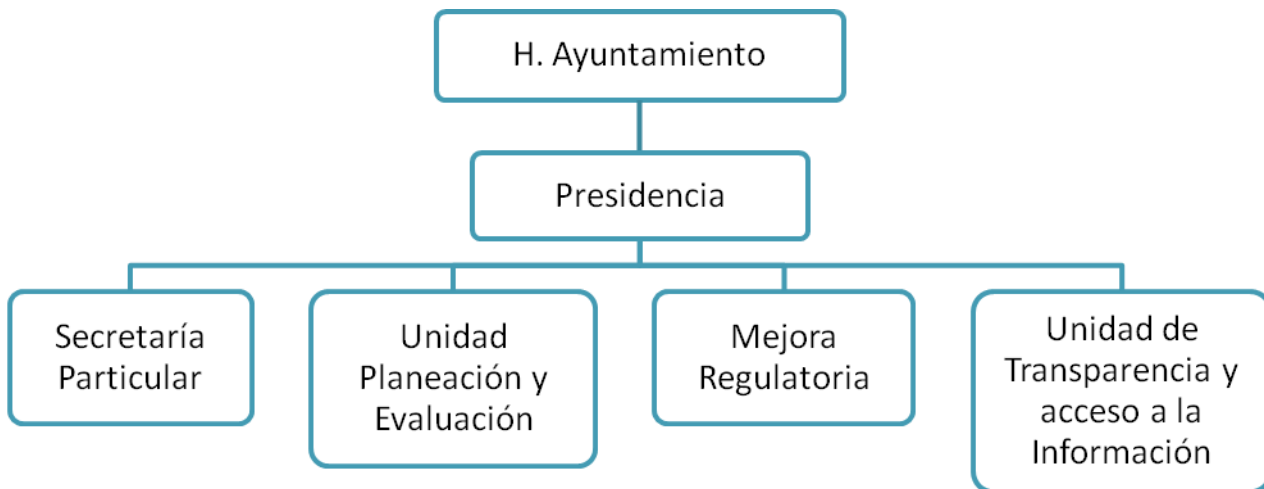 H. Ayuntamiento
Presidencia
Secretaría
Particular
Unidad
Planeación y
Evaluación
Mejora
Regulatoria
Unidad de
Transparencia y
acceso a la
Información